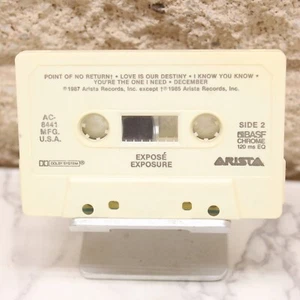 POINT OF NO RETURN† • LOVE IS OUR DESTINY • I KNOW YOU KNOW •
YOU'RE THE ONE I NEED • DECEMBER
℗1987 Arista Records, Inc. except †℗1985 Arista Records, Inc.
AC-
8441
MFG.
U.S.A.
SIDE 2
BASF
CHROME
120 ms EQ
DOLBY SYSTEM
EXPOSÉ
EXPOSURE
ARISTA